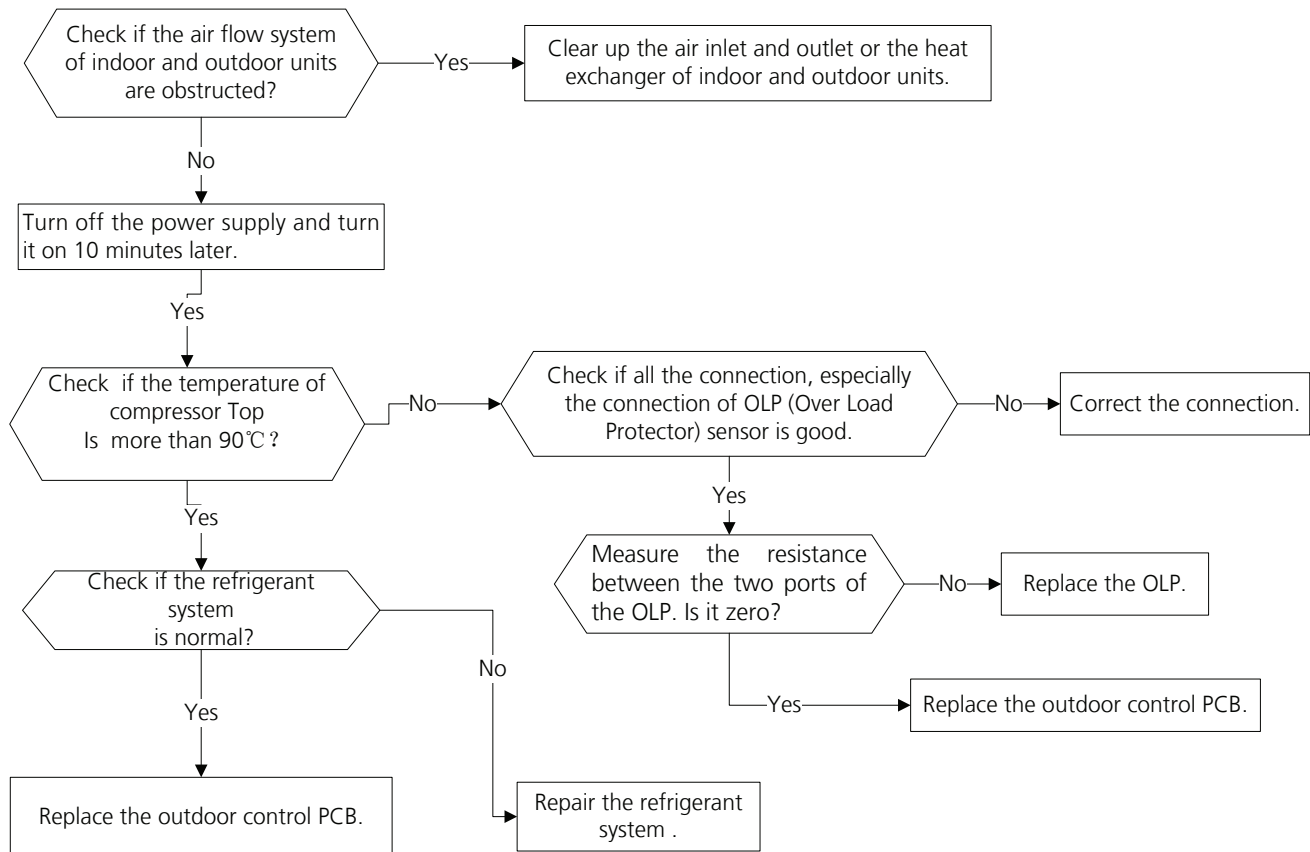 Check if the air flow system
of indoor and outdoor units
are obstructed?
Yes
Clear up the air inlet and outlet or the heat
exchanger of indoor and outdoor units.
No
Turn off the power supply and turn
it on 10 minutes later.
Yes
Check if the temperature of
compressor Top
Is more than 90℃?
No
Check if all the connection, especially
the connection of OLP (Over Load
Protector) sensor is good.
No
Correct the connection.
Yes
Yes
Measure the resistance
between the two ports of
the OLP. Is it zero?
No
Replace the OLP.
Check if the refrigerant
system
is normal?
No
Yes
Yes
Replace the outdoor control PCB.
Replace the outdoor control PCB.
Repair the refrigerant
system .